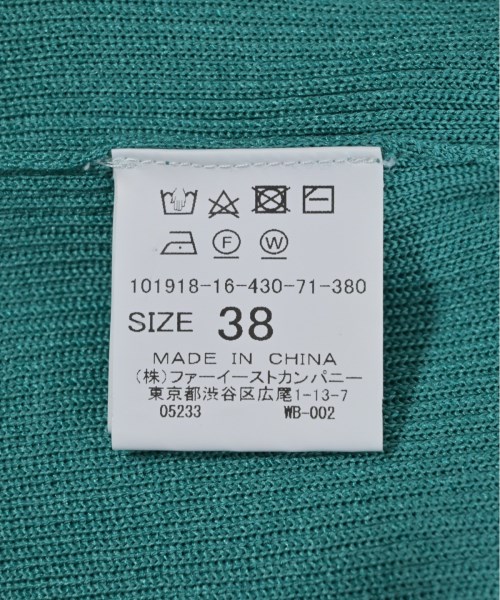 F W
101918-16-430-71-380
SIZE 38
MADE IN CHINA
(株)ファーイーストカンパニー
東京都渋谷区広尾1-13-7
05233 WB-002